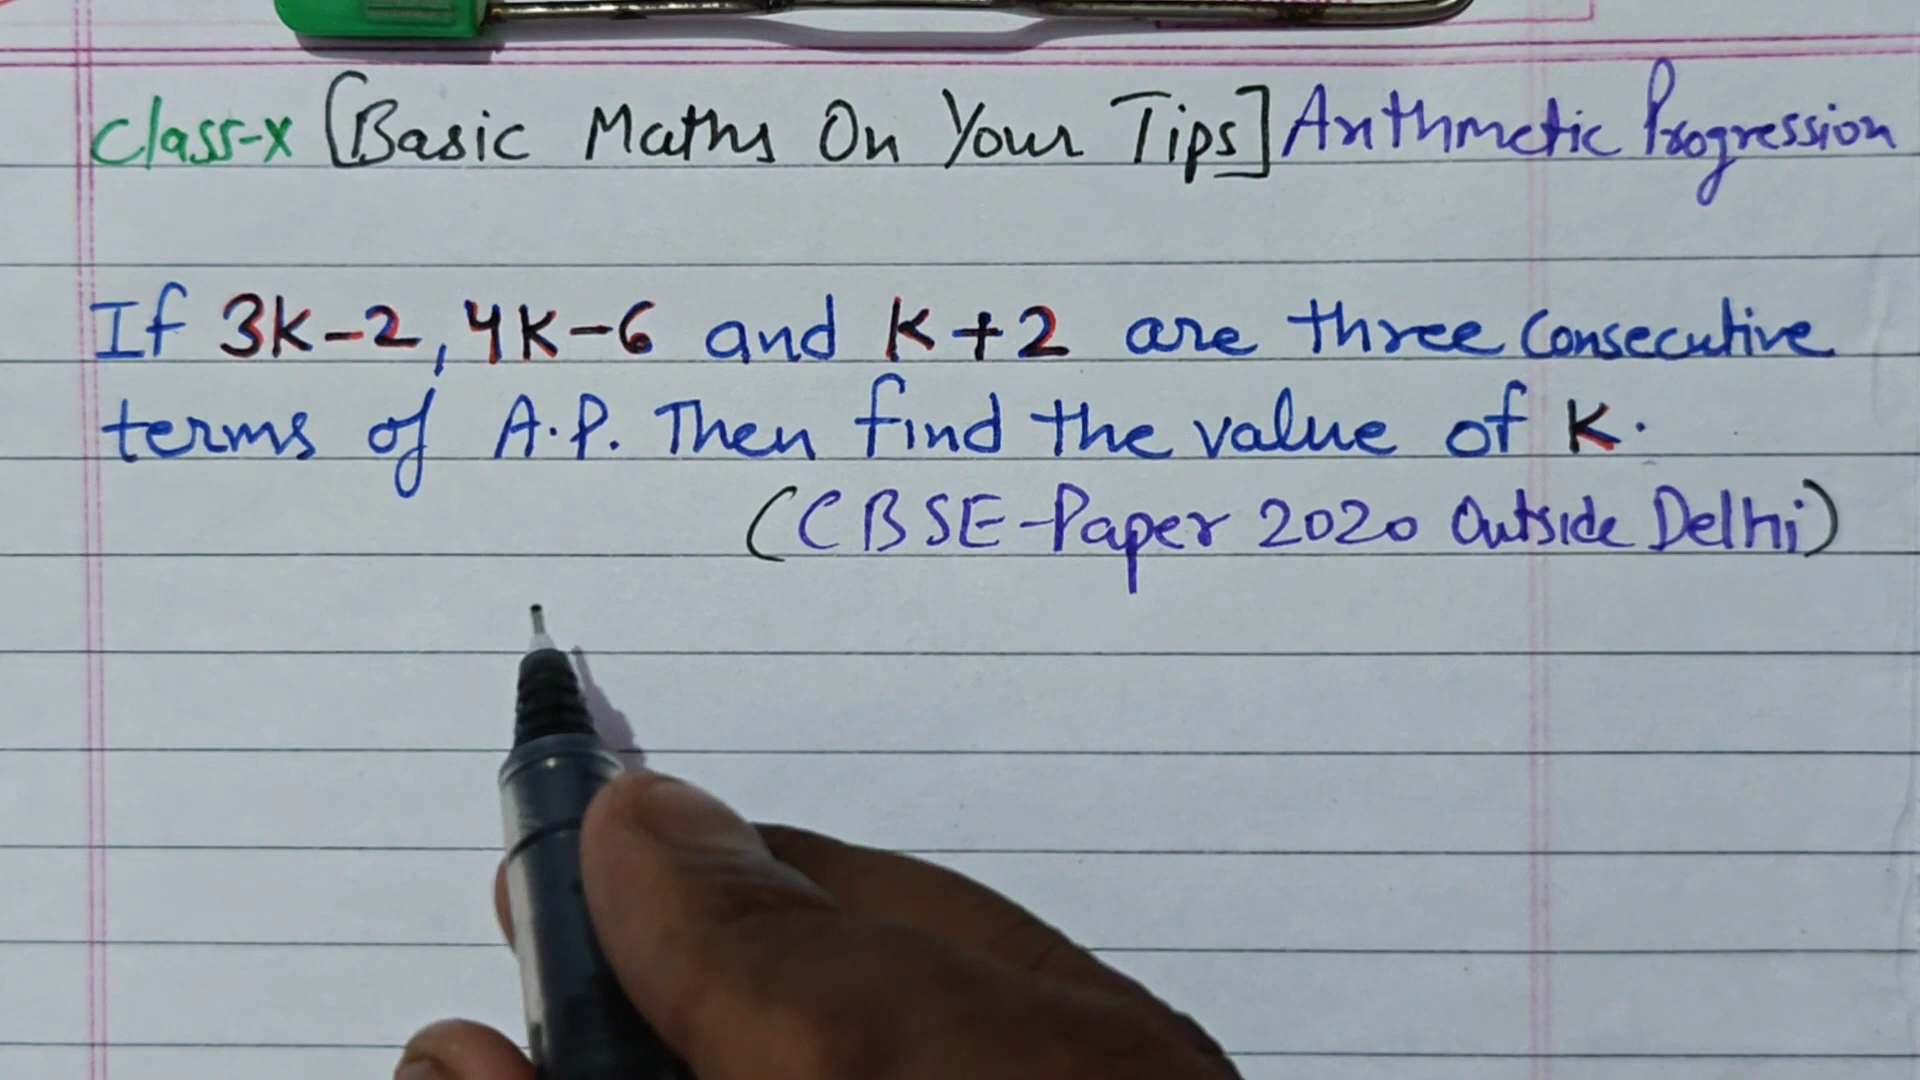 Class-X [Basic Maths On Your Tips] Arithmetic Progression
If 3K-2, 4K-6 and K+2 are three consecutive
terms of A.P. Then find the value of K.
(CBSE-Paper 2020 Outside Delhi)